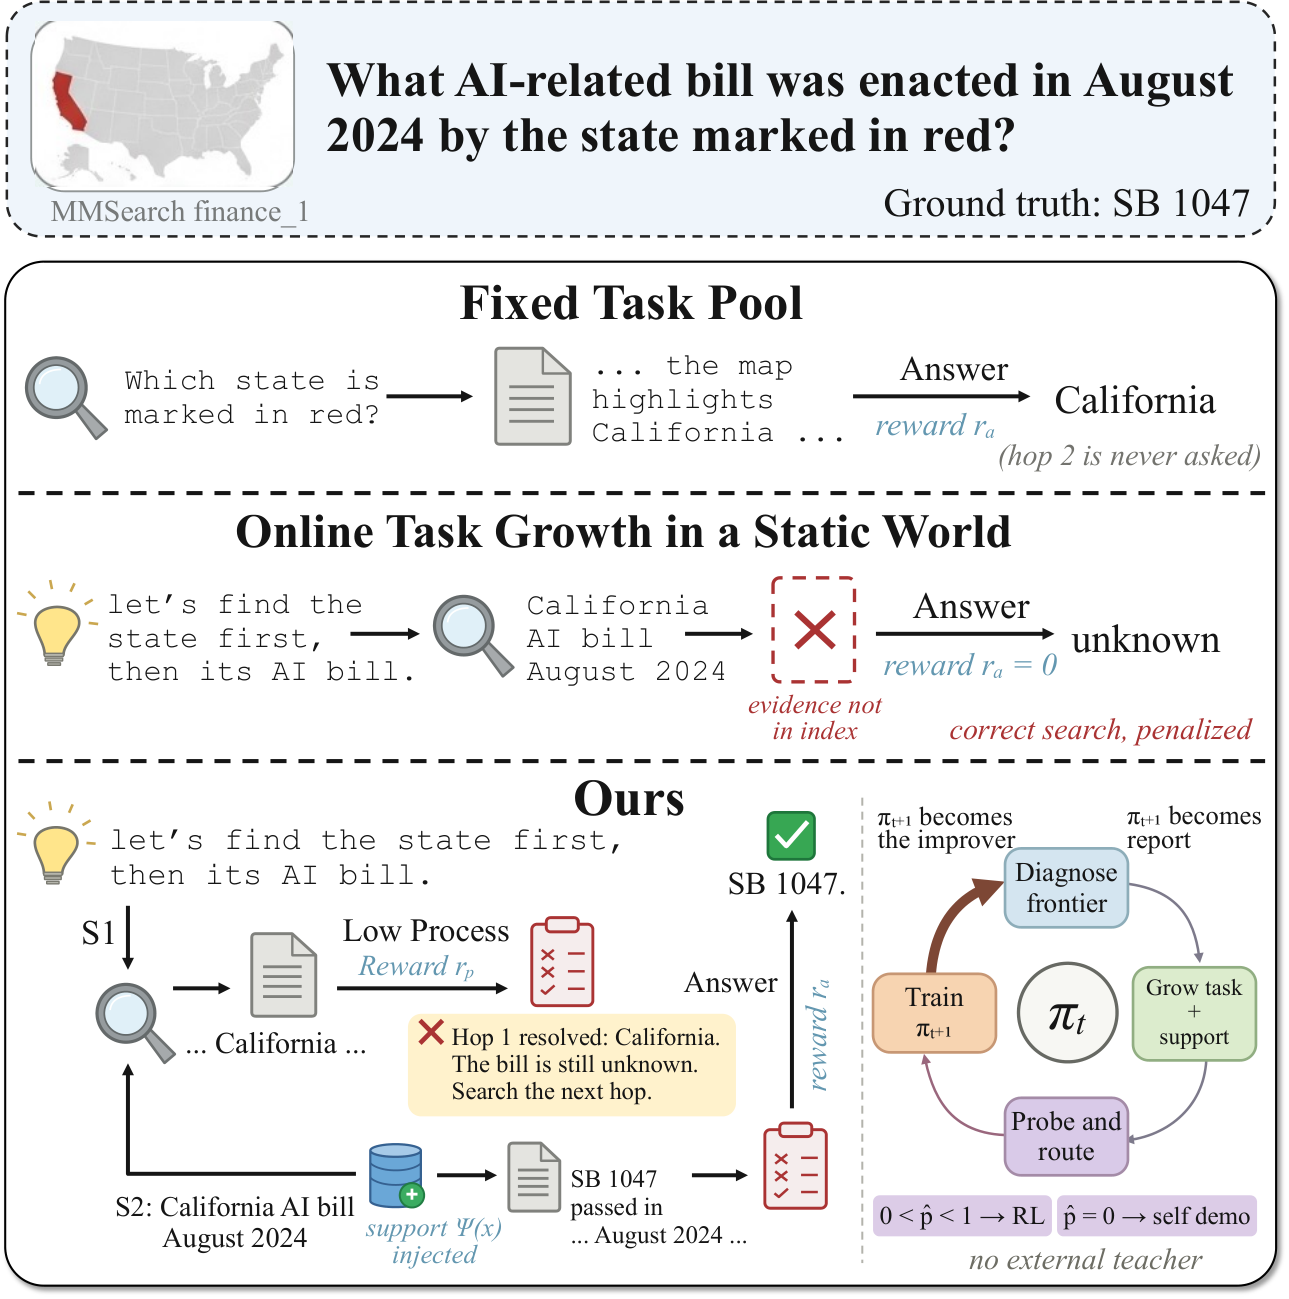 What AI-related bill was enacted in August
2024 by the state marked in red?
MMSearch finance_1
Ground truth: SB 1047
Fixed Task Pool
Which state is
marked in red?
... the map
highlights
California ...
Answer
reward rₐ
California
(hop 2 is never asked)
Online Task Growth in a Static World
let's find the
state first,
then its AI bill.
California
AI bill
August 2024
evidence not
in index
Answer
reward rₐ = 0
unknown
correct search, penalized
Ours
let's find the state first,
then its AI bill.
S1
... California ...
Low Process
Reward rₚ
Hop 1 resolved: California.
The bill is still unknown.
Search the next hop.
S2: California AI bill
August 2024
support Ψ(x)
injected
SB 1047
passed in
... August 2024 ...
Answer
reward rₐ
SB 1047.
πₜ₊₁ becomes
the improver
πₜ₊₁ becomes
report
Diagnose
frontier
Grow task
+
support
Probe and
route
Train
πₜ₊₁
πₜ
0 < p̂ < 1 → RL
p̂ = 0 → self demo
no external teacher